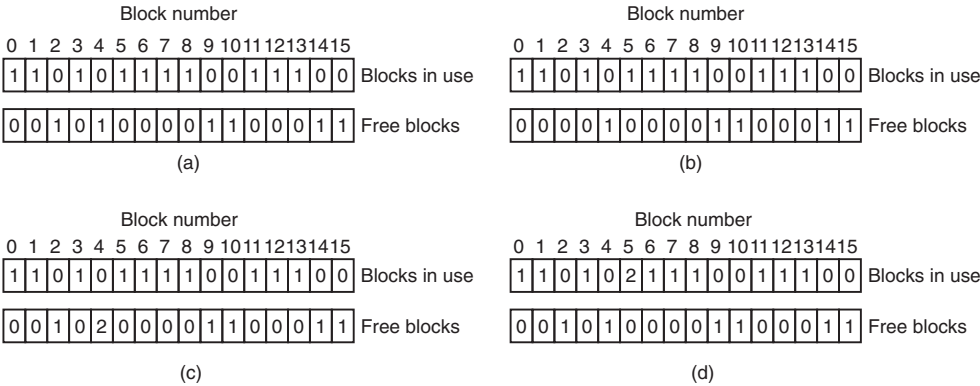 Block number
0 1 2 3 4 5 6 7 8 9 10 11 12 13 14 15
1 1 0 1 0 1 1 1 1 0 0 1 1 1 0 0 Blocks in use
0 0 1 0 1 0 0 0 0 1 1 0 0 0 1 1 Free blocks
(a)
Block number
0 1 2 3 4 5 6 7 8 9 10 11 12 13 14 15
1 1 0 1 0 1 1 1 1 0 0 1 1 1 0 0 Blocks in use
0 0 0 0 1 0 0 0 0 1 1 0 0 0 1 1 Free blocks
(b)
Block number
0 1 2 3 4 5 6 7 8 9 10 11 12 13 14 15
1 1 0 1 0 1 1 1 1 0 0 1 1 1 0 0 Blocks in use
0 0 1 0 2 0 0 0 0 1 1 0 0 0 1 1 Free blocks
(c)
Block number
0 1 2 3 4 5 6 7 8 9 10 11 12 13 14 15
1 1 0 1 0 2 1 1 1 0 0 1 1 1 0 0 Blocks in use
0 0 1 0 1 0 0 0 0 1 1 0 0 0 1 1 Free blocks
(d)